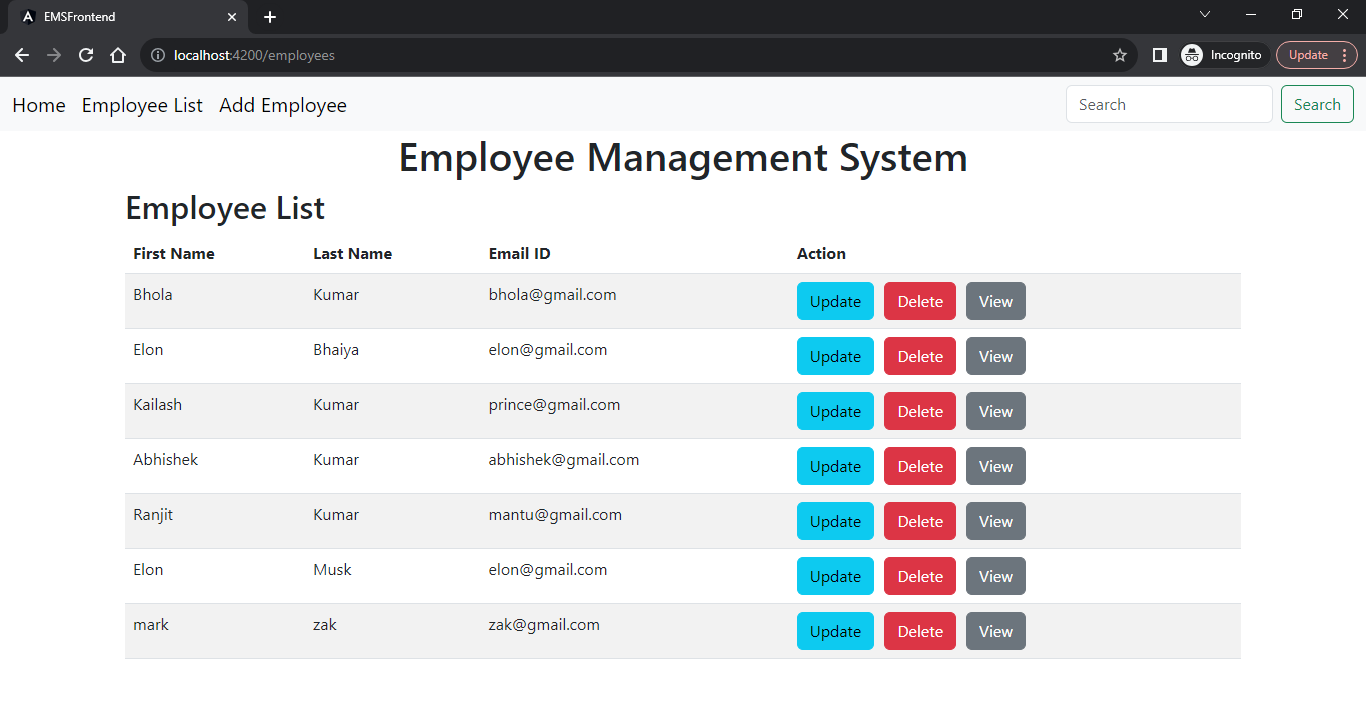 EMSFrontend
localhost:4200/employees Incognito Update
Home Employee List Add Employee Search Search
Employee Management System
Employee List
First Name Last Name Email ID Action
Bhola Kumar bhola@gmail.com Update Delete View
Elon Bhaiya elon@gmail.com Update Delete View
Kailash Kumar prince@gmail.com Update Delete View
Abhishek Kumar abhishek@gmail.com Update Delete View
Ranjit Kumar mantu@gmail.com Update Delete View
Elon Musk elon@gmail.com Update Delete View
mark zak zak@gmail.com Update Delete View